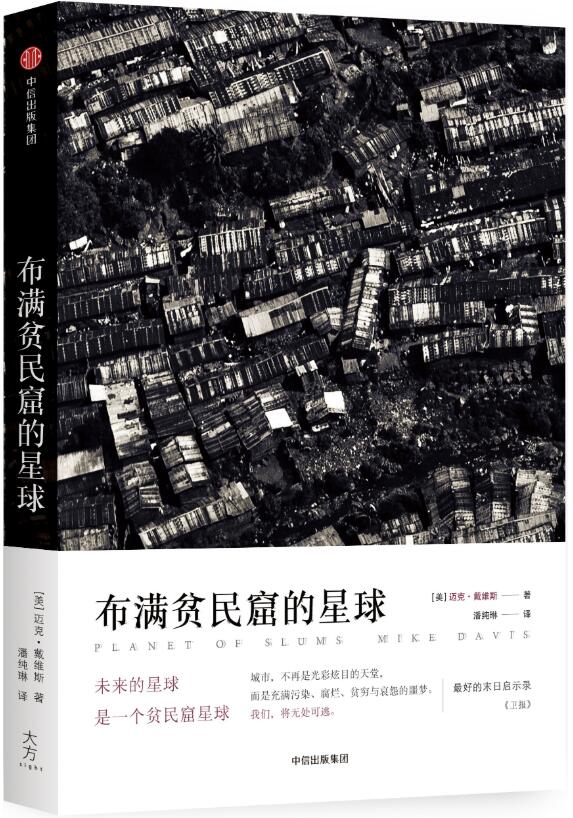 中信出版集团
布满贫民窟的星球
[美]迈克·戴维斯 著
潘纯琳 译
大方
sight
布满贫民窟的星球
PLANET OF SLUMS MIKE DAVIS
[美]迈克·戴维斯——著
潘纯琳——译
未来的星球
是一个贫民窟星球
城市,不再是光彩炫目的天堂,
而是充满污染、腐烂、贫穷与哀怨的噩梦。
我们,将无处可逃。
最好的末日启示录
《卫报》
中信出版集团